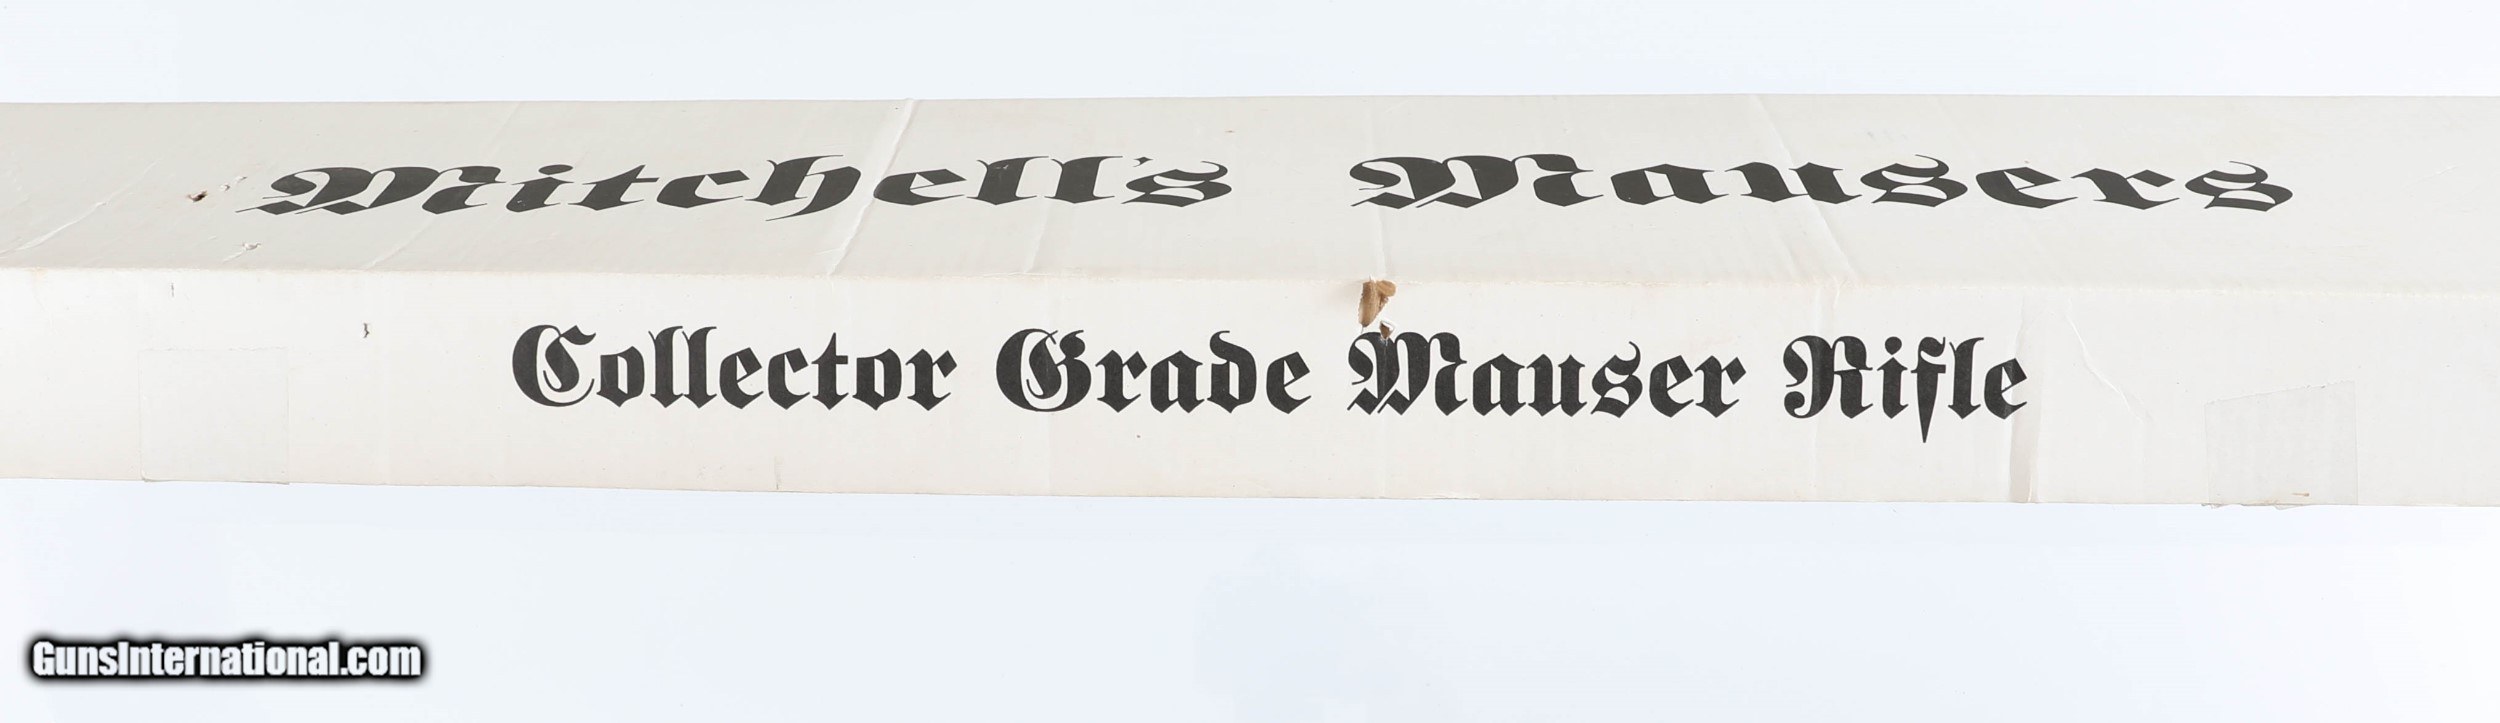 Mitchell's Mausers
Collector Grade Mauser Rifle
GunsInternational.com